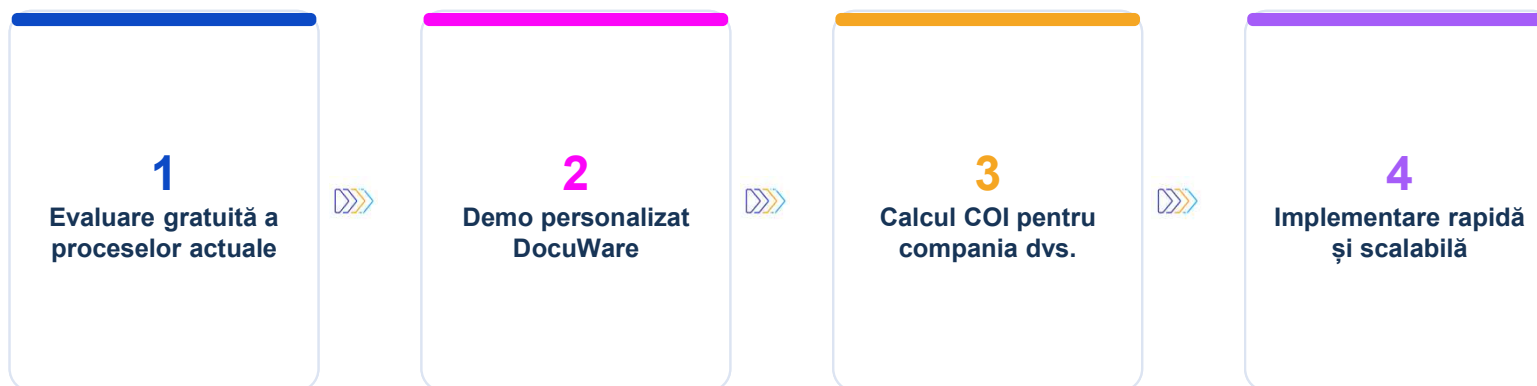 1
Evaluare gratuită a
proceselor actuale
2
Demo personalizat
DocuWare
3
Calcul COI pentru
compania dvs.
4
Implementare rapidă
și scalabilă